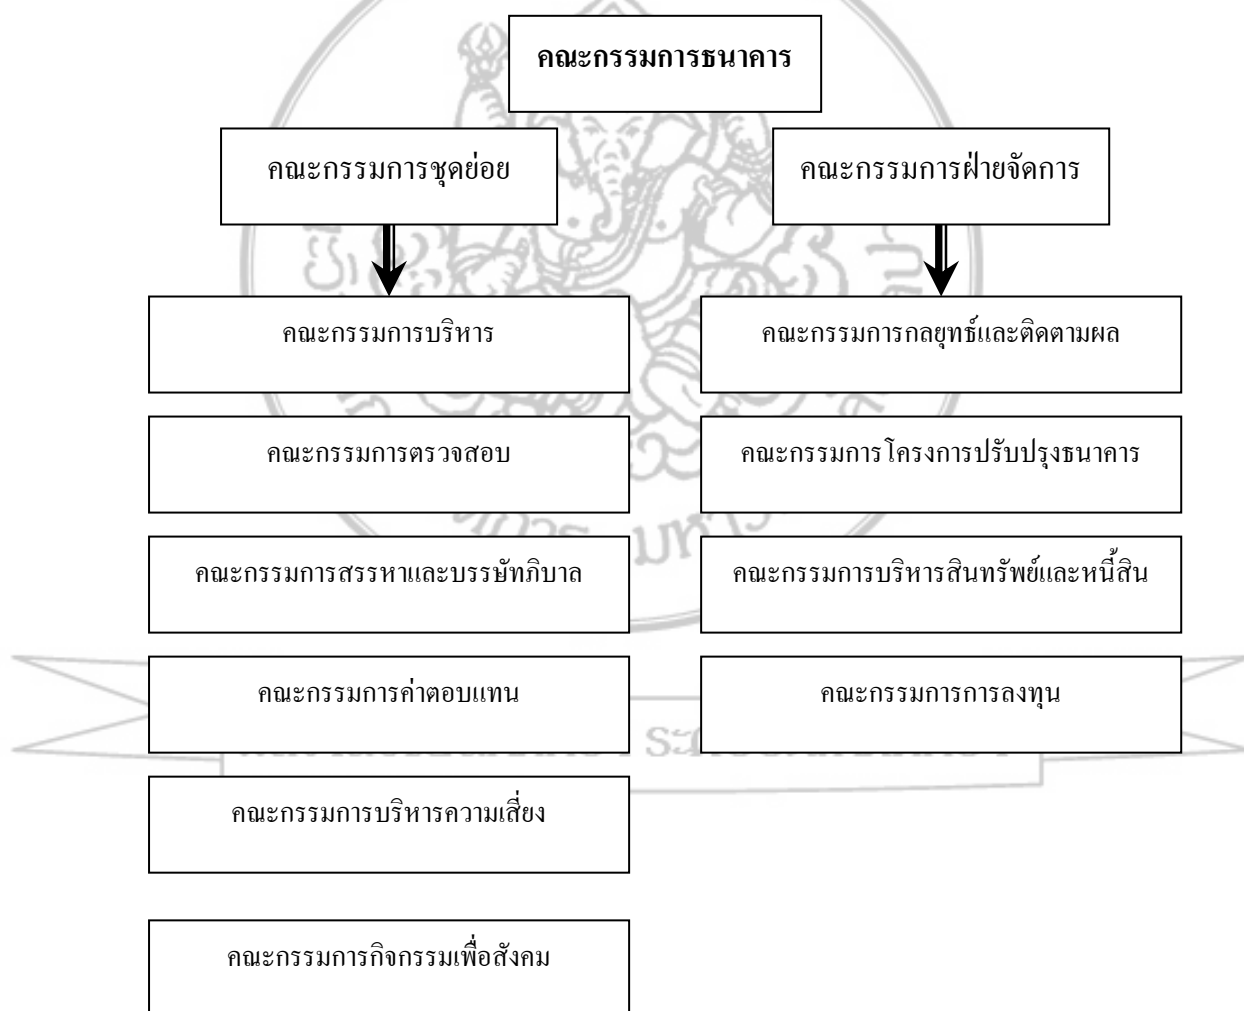 คณะกรรมการธนาคาร
คณะกรรมการชุดย่อย
คณะกรรมการฝ่ายจัดการ
คณะกรรมการบริหาร
คณะกรรมการกลยุทธ์และติดตามผล
คณะกรรมการตรวจสอบ
คณะกรรมการโครงการปรับปรุงธนาคาร
คณะกรรมการสรรหาและบรรษัทภิบาล
คณะกรรมการบริหารสินทรัพย์และหนี้สิน
คณะกรรมการค่าตอบแทน
คณะกรรมการการลงทุน
คณะกรรมการบริหารความเสี่ยง
คณะกรรมการกิจกรรมเพื่อสังคม